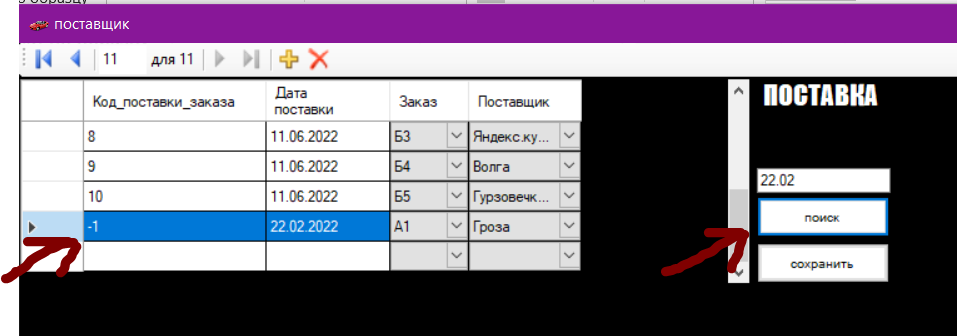 поставщик
11 для 11
Код_поставки_заказа Дата поставки Заказ Поставщик
8 11.06.2022 Б3 Яндекс.ку...
9 11.06.2022 Б4 Волга
10 11.06.2022 Б5 Гурзовечк...
-1 22.02.2022 А1 Гроза
ПОСТАВКА
22.02
поиск
сохранить